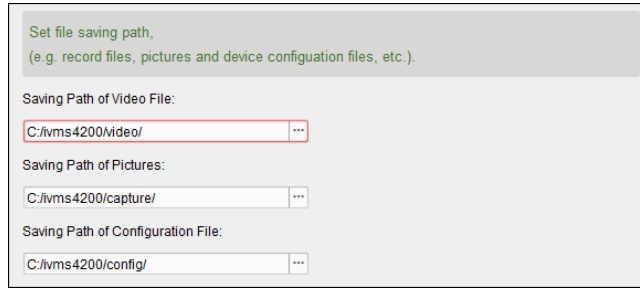 Set file saving path,
(e.g. record files, pictures and device configuation files, etc.).
Saving Path of Video File:
C:/ivms4200/video/ ...
Saving Path of Pictures:
C:/ivms4200/capture/ ...
Saving Path of Configuration File:
C:/ivms4200/config/ ...